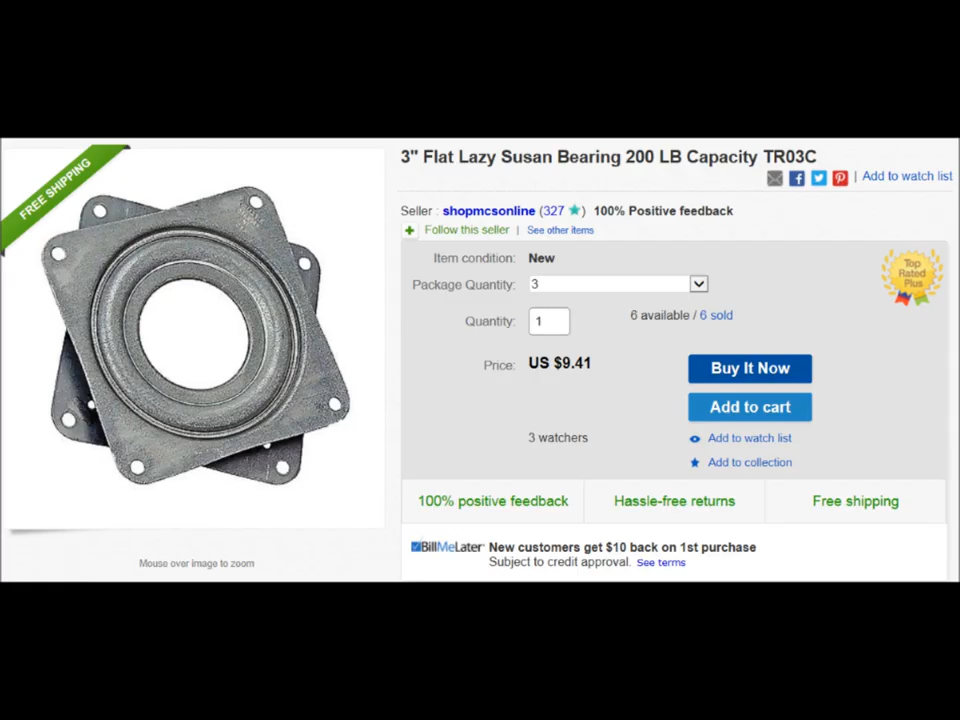 FREE SHIPPING
3" Flat Lazy Susan Bearing 200 LB Capacity TR03C
| Add to watch list
Seller : shopmcsonline (327 ) 100% Positive feedback
Follow this seller | See other items
Item condition: New
Package Quantity: 3
Quantity: 1
6 available / 6 sold
Top
Rated
Plus
Price: US $9.41
Buy It Now
Add to cart
3 watchers
Add to watch list
Add to collection
100% positive feedback
Hassle-free returns
Free shipping
BillMeLater New customers get $10 back on 1st purchase
Subject to credit approval. See terms
Mouse over image to zoom